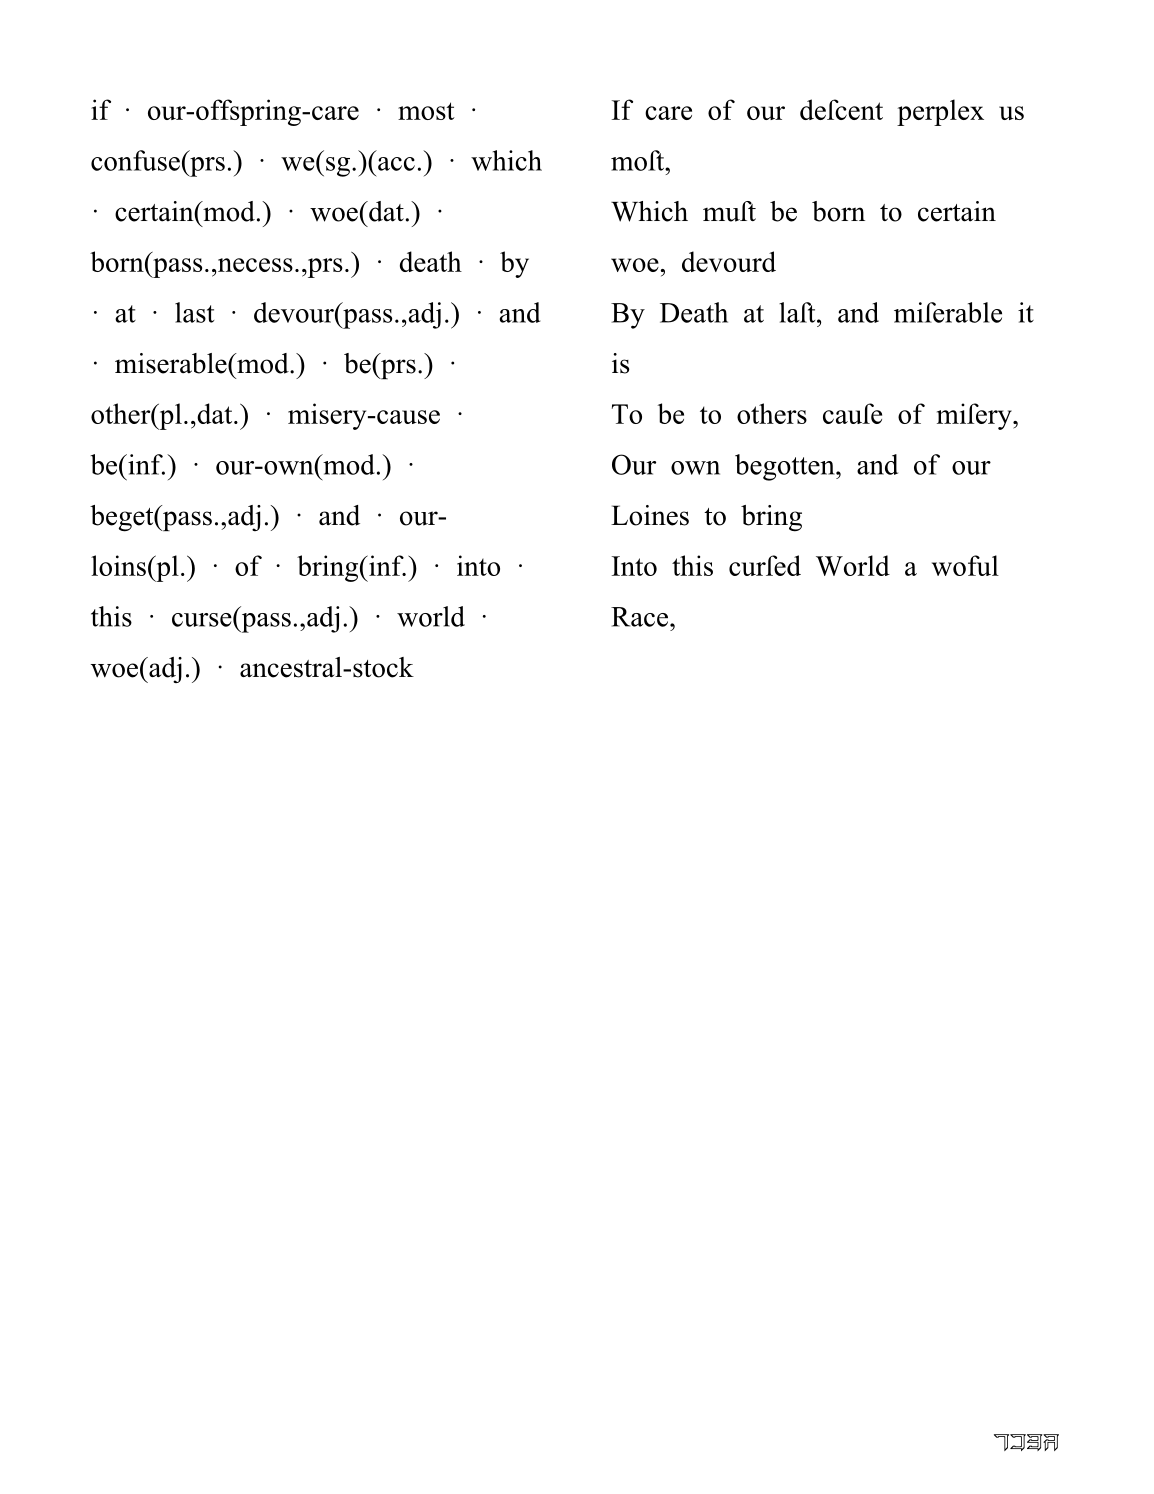 if · our-offspring-care · most ·
confuse(prs.) · we(sg.)(acc.) · which
· certain(mod.) · woe(dat.) ·
born(pass.,necess.,prs.) · death · by
· at · last · devour(pass.,adj.) · and
· miserable(mod.) · be(prs.) ·
other(pl.,dat.) · misery-cause ·
be(inf.) · our-own(mod.) ·
beget(pass.,adj.) · and · our-
loins(pl.) · of · bring(inf.) · into ·
this · curse(pass.,adj.) · world ·
woe(adj.) · ancestral-stock
If care of our deſcent perplex us
moſt,
Which muſt be born to certain
woe, devourd
By Death at laſt, and miſerable it
is
To be to others cauſe of miſery,
Our own begotten, and of our
Loines to bring
Into this curſed World a woful
Race,